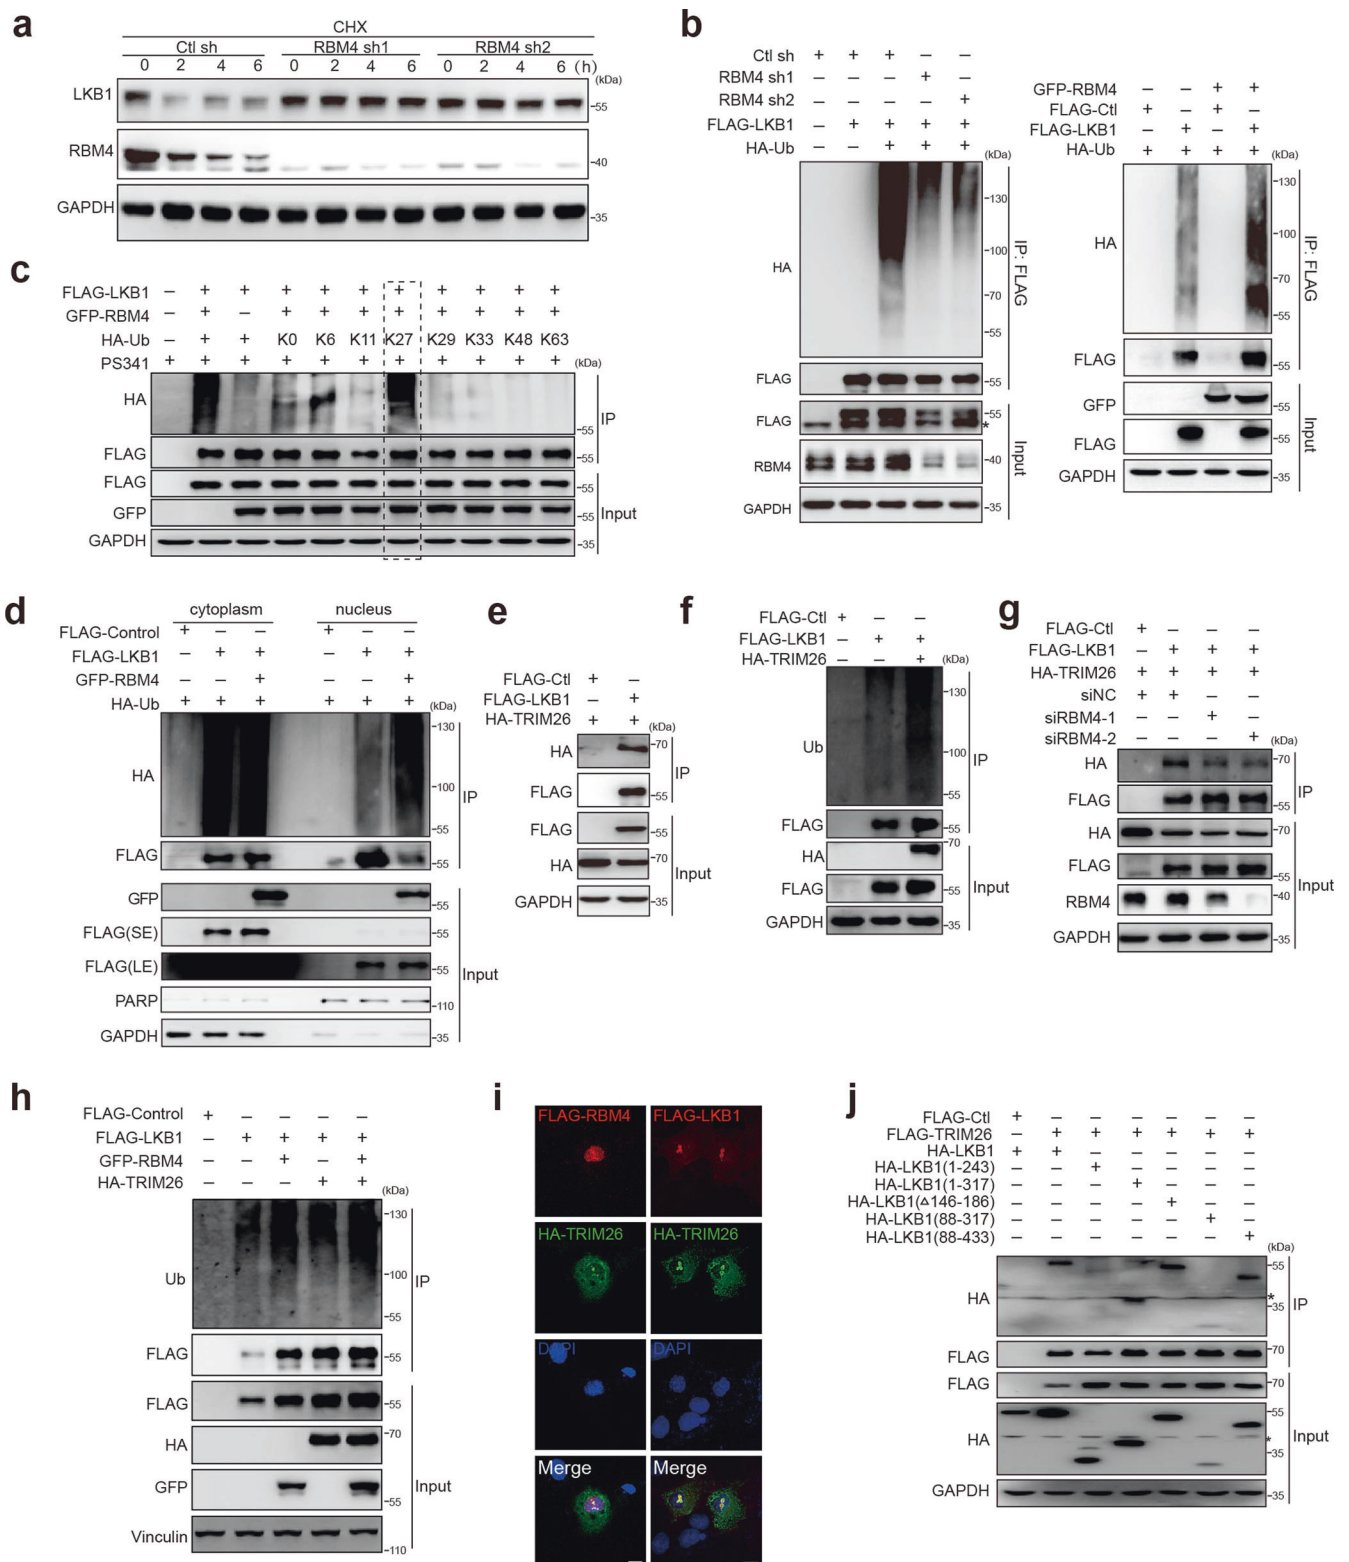 a
CHX
Ctl sh RBM4 sh1 RBM4 sh2
0 2 4 6 0 2 4 6 0 2 4 6 (h)
(kDa)
LKB1
-55
RBM4
-40
GAPDH
-35
b
Ctl sh + + + − −
RBM4 sh1 − − − + −
RBM4 sh2 − − − − +
FLAG-LKB1 − + + + +
HA-Ub − − + + +
(kDa)
HA
-130
-100
-70
-55
IP: FLAG
FLAG
-55
FLAG
-55
*
RBM4
-40
GAPDH
-35
Input
GFP-RBM4 − − + +
FLAG-Ctl + − + −
FLAG-LKB1 − + − +
HA-Ub + + + + (kDa)
HA
-130
-100
-70
-55
IP: FLAG
FLAG
-55
GFP
FLAG
-55
GAPDH
-35
Input
c
FLAG-LKB1 − + + + + + + + + + +
GFP-RBM4 − + − + + + + + + + +
HA-Ub − + + K0 K6 K11 K27 K29 K33 K48 K63
PS341 + + + + + + + + + + + (kDa)
HA
-55
IP
FLAG
-55
FLAG
-55
GFP
-55
Input
GAPDH
-35
d
cytoplasm nucleus
FLAG-Control + − − + − −
FLAG-LKB1 − + + − + +
GFP-RBM4 − − + − − +
HA-Ub + + + + + + (kDa)
HA
-130
-100
-55
IP
FLAG
-55
GFP
-55
FLAG(SE)
-55
FLAG(LE)
-55
Input
PARP
-110
GAPDH
-35
e
FLAG-Ctl + −
FLAG-LKB1 − +
HA-TRIM26 + + (kDa)
HA
-70
IP
FLAG
-55
FLAG
-55
HA
-70
Input
GAPDH
-35
f
FLAG-Ctl + − −
FLAG-LKB1 − + +
HA-TRIM26 − − + (kDa)
Ub
-130
-100
-55
IP
FLAG
-55
HA
-70
FLAG
-55
Input
GAPDH
-35
g
FLAG-Ctl + − − −
FLAG-LKB1 − + + +
HA-TRIM26 + + + +
siNC + + − −
siRBM4-1 − − + −
siRBM4-2 − − − + (kDa)
HA
-70
IP
FLAG
-55
HA
-70
FLAG
-55
Input
RBM4
-40
GAPDH
-35
h
FLAG-Control + − − − −
FLAG-LKB1 − + + + +
GFP-RBM4 − − + − +
HA-TRIM26 − − − + +
(kDa)
Ub
-130
-100
-55
IP
FLAG
-55
FLAG
-55
HA
-70
GFP
-55
Input
Vinculin
-110
i
FLAG-RBM4 FLAG-LKB1
HA-TRIM26 HA-TRIM26
DAPI DAPI
Merge Merge
j
FLAG-Ctl + − − − − − −
FLAG-TRIM26 − + + + + + +
HA-LKB1 + + − − − − −
HA-LKB1(1-243) − − + − − − −
HA-LKB1(1-317) − − − + − − −
HA-LKB1(△146-186) − − − − + − −
HA-LKB1(88-317) − − − − − + −
HA-LKB1(88-433) − − − − − − +
(kDa)
HA
-55
*
-35
IP
FLAG
-70
FLAG
-70
HA
-55
*
-35
Input
GAPDH
-35